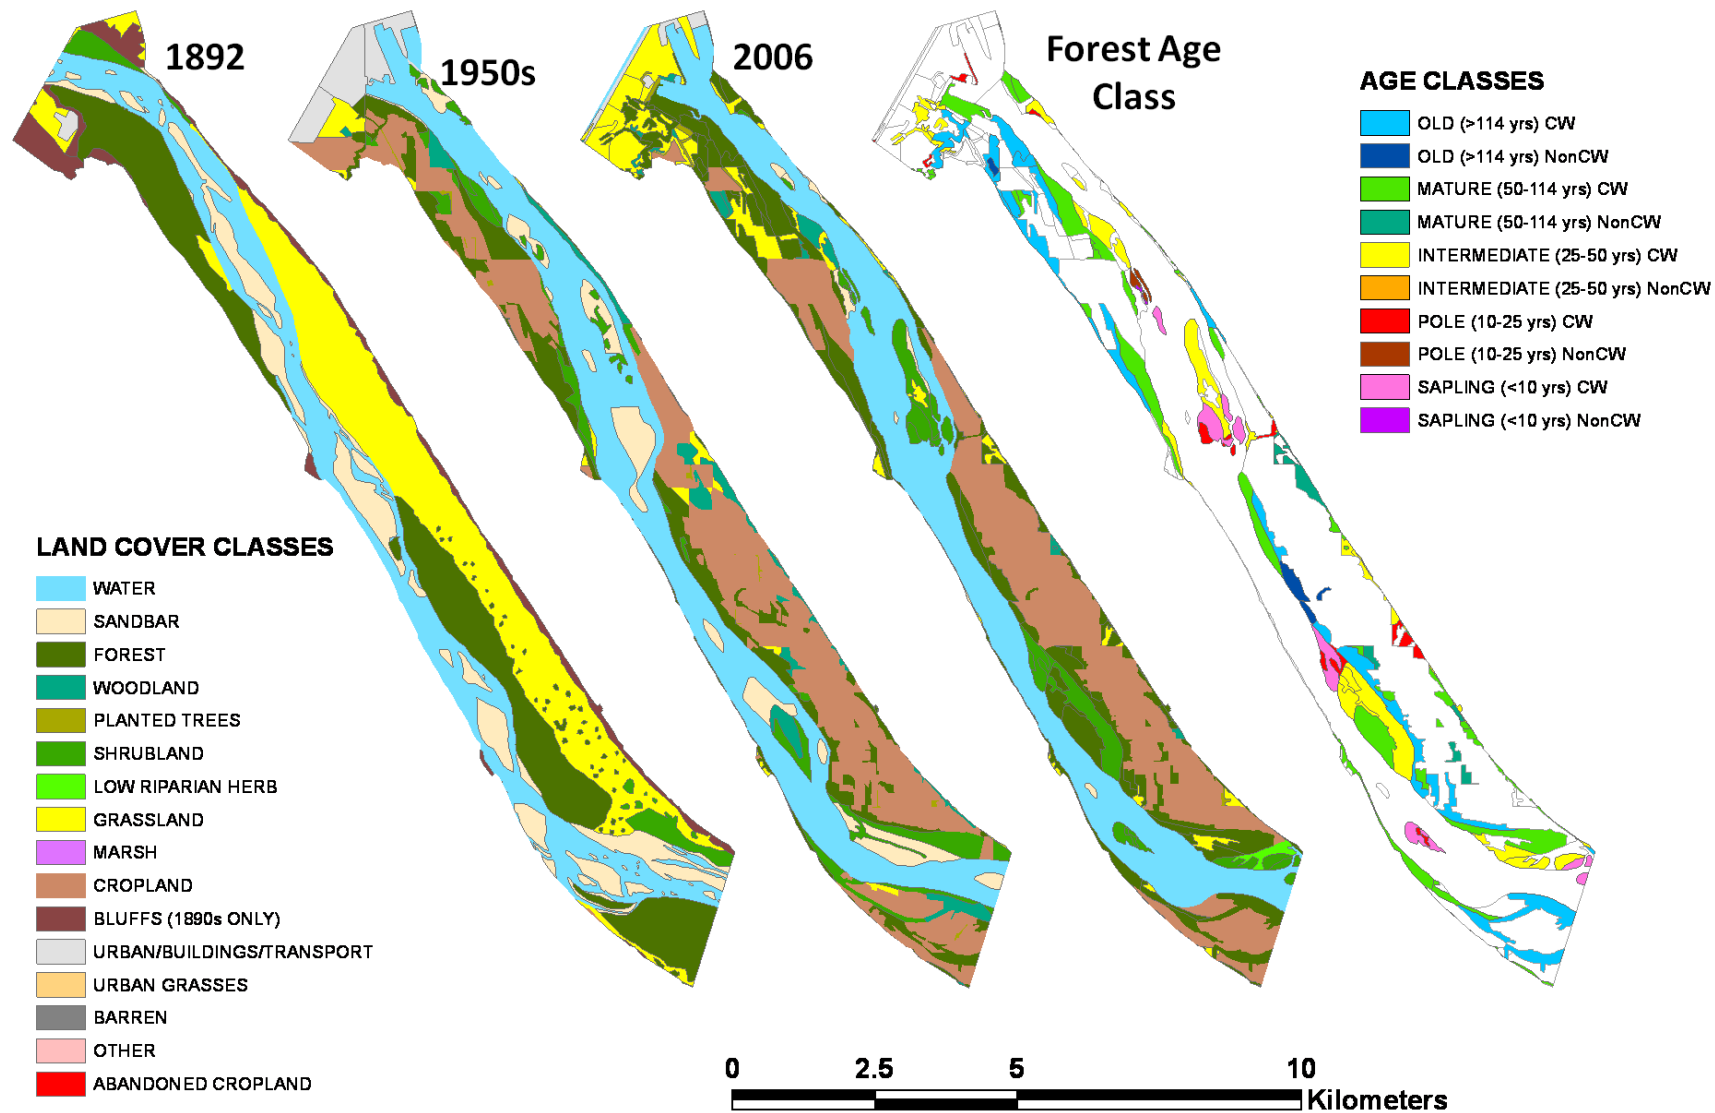 1892
1950s
2006
Forest Age
Class
AGE CLASSES
OLD (>114 yrs) CW
OLD (>114 yrs) NonCW
MATURE (50-114 yrs) CW
MATURE (50-114 yrs) NonCW
INTERMEDIATE (25-50 yrs) CW
INTERMEDIATE (25-50 yrs) NonCW
POLE (10-25 yrs) CW
POLE (10-25 yrs) NonCW
SAPLING (<10 yrs) CW
SAPLING (<10 yrs) NonCW
LAND COVER CLASSES
WATER
SANDBAR
FOREST
WOODLAND
PLANTED TREES
SHRUBLAND
LOW RIPARIAN HERB
GRASSLAND
MARSH
CROPLAND
BLUFFS (1890s ONLY)
URBAN/BUILDINGS/TRANSPORT
URBAN GRASSES
BARREN
OTHER
ABANDONED CROPLAND
0 2.5 5 10
Kilometers